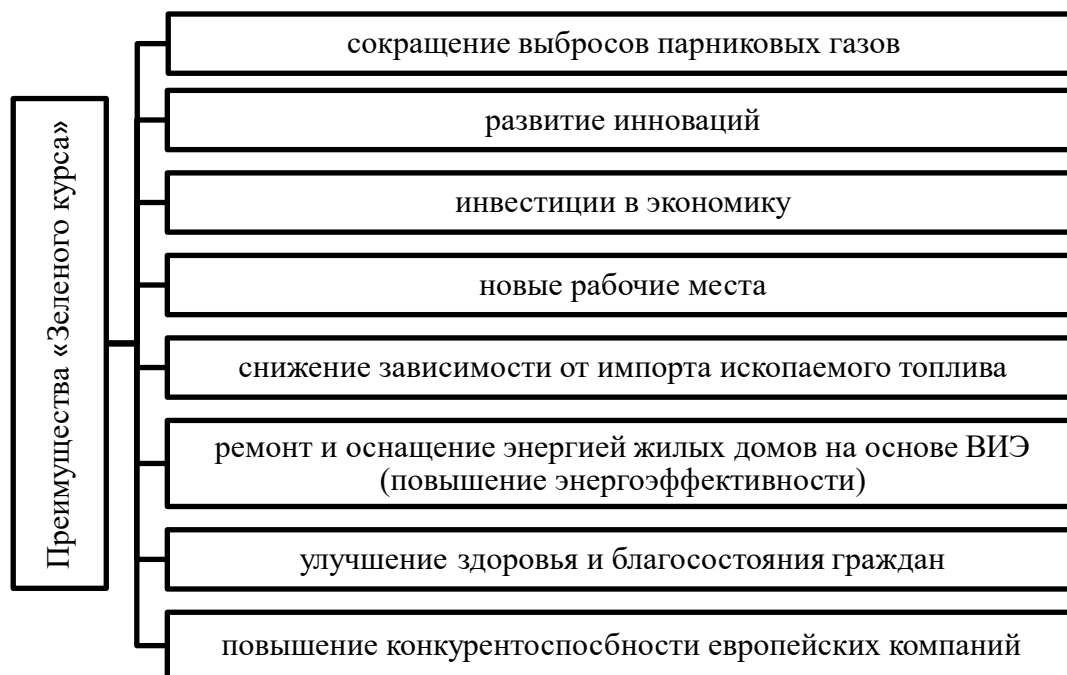 Преимущества «Зеленого курса»
сокращение выбросов парниковых газов
развитие инноваций
инвестиции в экономику
новые рабочие места
снижение зависимости от импорта ископаемого топлива
ремонт и оснащение энергией жилых домов на основе ВИЭ
(повышение энергоэффективности)
улучшение здоровья и благосостояния граждан
повышение конкурентоспосбности европейских компаний